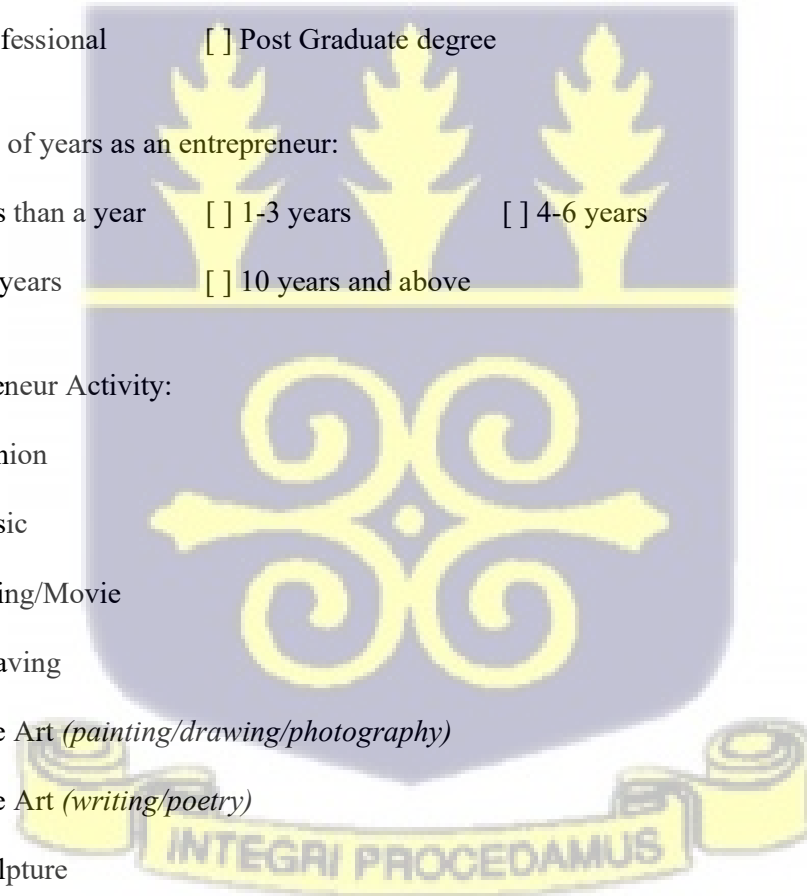 fessional [ ] Post Graduate degree
of years as an entrepreneur:
s than a year [ ] 1-3 years [ ] 4-6 years
years [ ] 10 years and above
eneur Activity:
nion
sic
ing/Movie
aving
e Art (painting/drawing/photography)
e Art (writing/poetry)
lpture
INTEGRI PROCEDAMUS